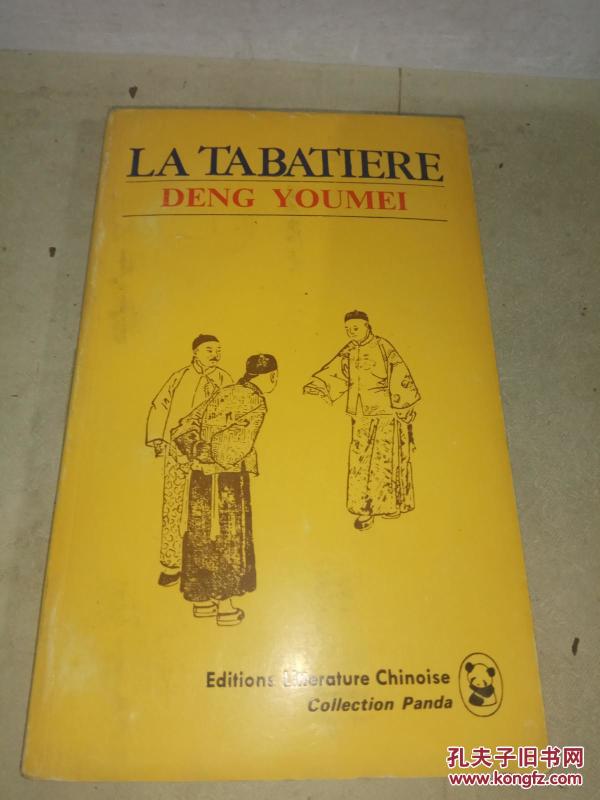 LA TABATIERE
DENG YOUMEI
Editions Littérature Chinoise
Collection Panda
孔夫子旧书网
www.kongfz.com